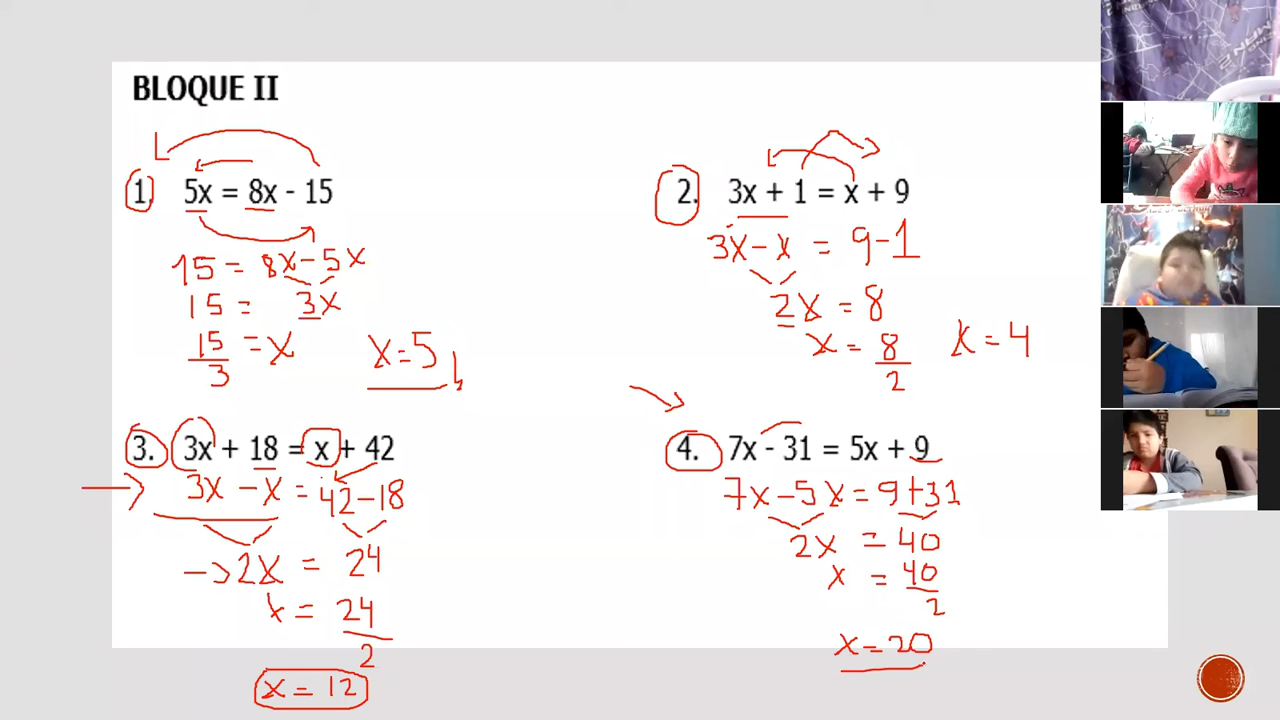 BLOQUE II
1. 5x = 8x - 15
15 = 8x - 5x
15 = 3x
15/3 = x
x = 5
2. 3x + 1 = x + 9
3x - x = 9 - 1
2x = 8
x = 8/2
x = 4
3. 3x + 18 = x + 42
3x - x = 42 - 18
2x = 24
x = 24/2
x = 12
4. 7x - 31 = 5x + 9
7x - 5x = 9 + 31
2x = 40
x = 40/2
x = 20